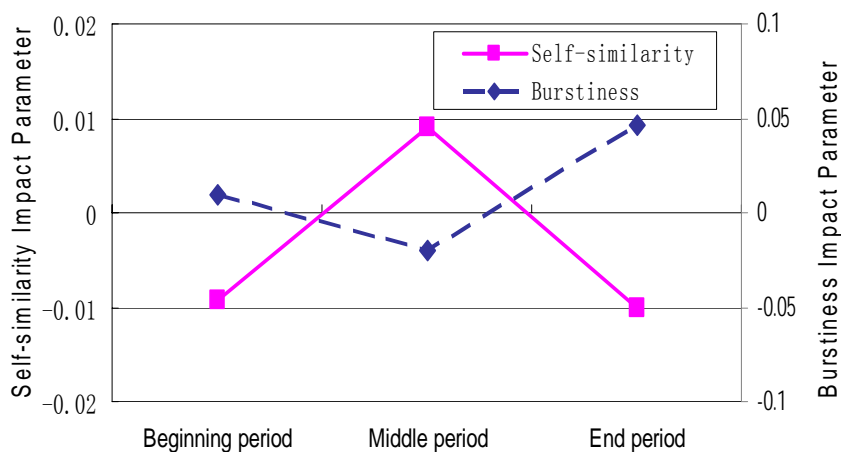 Self-similarity Impact Parameter
0.02
0.01
0
-0.01
-0.02
Self-similarity
Burstiness
0.1
0.05
0
-0.05
-0.1
Burstiness Impact Parameter
Beginning period
Middle period
End period